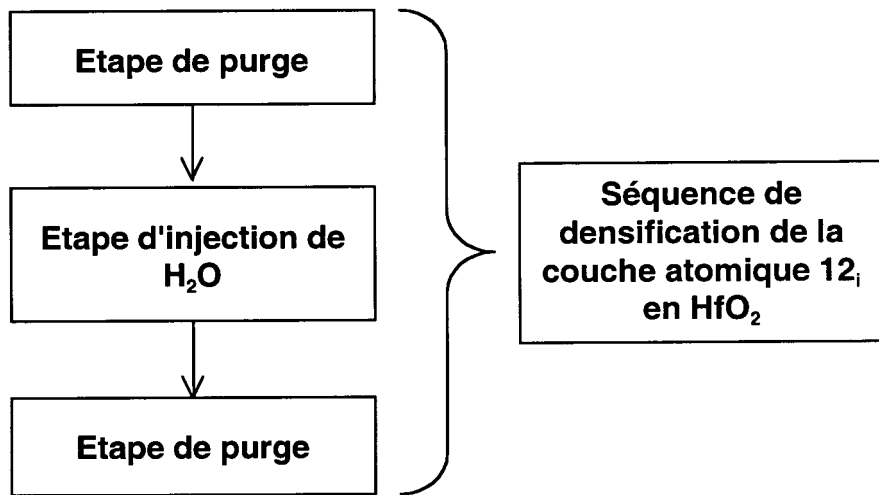 Etape de purge
Etape d'injection de
H₂O
Etape de purge
Séquence de
densification de la
couche atomique 12ᵢ
en HfO₂